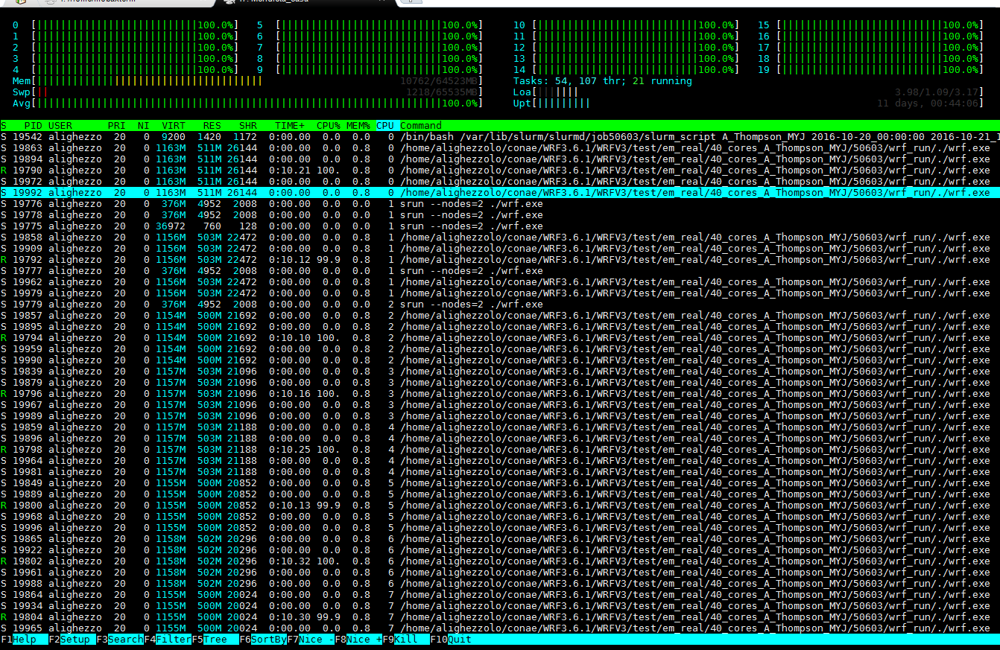 0 [||||||||||||||||||||||||||||100.0%] 5 [||||||||||||||||||||||||||||100.0%] 10 [||||||||||||||||||||||||||||100.0%] 15 [||||||||||||||||||||||||||||100.0%]
1 [||||||||||||||||||||||||||||100.0%] 6 [||||||||||||||||||||||||||||100.0%] 11 [||||||||||||||||||||||||||||100.0%] 16 [||||||||||||||||||||||||||||100.0%]
2 [||||||||||||||||||||||||||||100.0%] 7 [||||||||||||||||||||||||||||100.0%] 12 [||||||||||||||||||||||||||||100.0%] 17 [||||||||||||||||||||||||||||100.0%]
3 [||||||||||||||||||||||||||||100.0%] 8 [||||||||||||||||||||||||||||100.0%] 13 [||||||||||||||||||||||||||||100.0%] 18 [||||||||||||||||||||||||||||100.0%]
4 [||||||||||||||||||||||||||||100.0%] 9 [||||||||||||||||||||||||||||100.0%] 14 [||||||||||||||||||||||||||||100.0%] 19 [||||||||||||||||||||||||||||100.0%]
Mem[||||||||||||||||||||||||||||||||||||||| 10762/64523MB] Tasks: 54, 107 thr; 21 running
Swp[|| 1218/65535MB] Loa[||||||| 3.98/1.09/3.17]
Avg[||||||||||||||||||||||||||||||||||||||||||||||||||||||||||||||||||||||100.0%] Upt[||||||||| 11 days, 00:44:06]
S PID USER PRI NI VIRT RES SHR TIME+ CPU% MEM% CPU Command
S 19542 alighezzo 20 0 9200 1420 1172 0:00.00 0.0 0.0 0 /bin/bash /var/lib/slurm/slurmd/job50603/slurm_script A_Thompson_MYJ 2016-10-20_00:00:00 2016-10-21_1
S 19863 alighezzo 20 0 1163M 511M 26144 0:00.00 0.0 0.8 0 /home/alighezzolo/conae/WRF3.6.1/WRFV3/test/em_real/40_cores_A_Thompson_MYJ/50603/wrf_run/./wrf.exe
S 19894 alighezzo 20 0 1163M 511M 26144 0:00.00 0.0 0.8 0 /home/alighezzolo/conae/WRF3.6.1/WRFV3/test/em_real/40_cores_A_Thompson_MYJ/50603/wrf_run/./wrf.exe
R 19790 alighezzo 20 0 1163M 511M 26144 0:10.21 100. 0.8 0 /home/alighezzolo/conae/WRF3.6.1/WRFV3/test/em_real/40_cores_A_Thompson_MYJ/50603/wrf_run/./wrf.exe
S 19972 alighezzo 20 0 1163M 511M 26144 0:00.00 0.0 0.8 0 /home/alighezzolo/conae/WRF3.6.1/WRFV3/test/em_real/40_cores_A_Thompson_MYJ/50603/wrf_run/./wrf.exe
S 19992 alighezzo 20 0 1163M 511M 26144 0:00.00 0.0 0.8 0 /home/alighezzolo/conae/WRF3.6.1/WRFV3/test/em_real/40_cores_A_Thompson_MYJ/50603/wrf_run/./wrf.exe
S 19776 alighezzo 20 0 376M 4952 2008 0:00.00 0.0 0.0 1 srun --nodes=2 ./wrf.exe
S 19778 alighezzo 20 0 376M 4952 2008 0:00.00 0.0 0.0 1 srun --nodes=2 ./wrf.exe
S 19775 alighezzo 20 0 36972 760 128 0:00.00 0.0 0.0 1 srun --nodes=2 ./wrf.exe
S 19858 alighezzo 20 0 1156M 503M 22472 0:00.00 0.0 0.8 1 /home/alighezzolo/conae/WRF3.6.1/WRFV3/test/em_real/40_cores_A_Thompson_MYJ/50603/wrf_run/./wrf.exe
S 19909 alighezzo 20 0 1156M 503M 22472 0:00.00 0.0 0.8 1 /home/alighezzolo/conae/WRF3.6.1/WRFV3/test/em_real/40_cores_A_Thompson_MYJ/50603/wrf_run/./wrf.exe
R 19792 alighezzo 20 0 1156M 503M 22472 0:10.12 99.9 0.8 1 /home/alighezzolo/conae/WRF3.6.1/WRFV3/test/em_real/40_cores_A_Thompson_MYJ/50603/wrf_run/./wrf.exe
S 19777 alighezzo 20 0 376M 4952 2008 0:00.00 0.0 0.0 1 srun --nodes=2 ./wrf.exe
S 19962 alighezzo 20 0 1156M 503M 22472 0:00.00 0.0 0.8 1 /home/alighezzolo/conae/WRF3.6.1/WRFV3/test/em_real/40_cores_A_Thompson_MYJ/50603/wrf_run/./wrf.exe
S 19979 alighezzo 20 0 1156M 503M 22472 0:00.00 0.0 0.8 1 /home/alighezzolo/conae/WRF3.6.1/WRFV3/test/em_real/40_cores_A_Thompson_MYJ/50603/wrf_run/./wrf.exe
S 19779 alighezzo 20 0 376M 4952 2008 0:00.00 0.0 0.0 2 srun --nodes=2 ./wrf.exe
S 19857 alighezzo 20 0 1154M 500M 21692 0:00.00 0.0 0.8 2 /home/alighezzolo/conae/WRF3.6.1/WRFV3/test/em_real/40_cores_A_Thompson_MYJ/50603/wrf_run/./wrf.exe
S 19895 alighezzo 20 0 1154M 500M 21692 0:00.00 0.0 0.8 2 /home/alighezzolo/conae/WRF3.6.1/WRFV3/test/em_real/40_cores_A_Thompson_MYJ/50603/wrf_run/./wrf.exe
R 19794 alighezzo 20 0 1154M 500M 21692 0:10.10 100. 0.8 2 /home/alighezzolo/conae/WRF3.6.1/WRFV3/test/em_real/40_cores_A_Thompson_MYJ/50603/wrf_run/./wrf.exe
S 19959 alighezzo 20 0 1154M 500M 21692 0:00.00 0.0 0.8 2 /home/alighezzolo/conae/WRF3.6.1/WRFV3/test/em_real/40_cores_A_Thompson_MYJ/50603/wrf_run/./wrf.exe
S 19990 alighezzo 20 0 1154M 500M 21692 0:00.00 0.0 0.8 2 /home/alighezzolo/conae/WRF3.6.1/WRFV3/test/em_real/40_cores_A_Thompson_MYJ/50603/wrf_run/./wrf.exe
S 19839 alighezzo 20 0 1157M 503M 21096 0:00.00 0.0 0.8 3 /home/alighezzolo/conae/WRF3.6.1/WRFV3/test/em_real/40_cores_A_Thompson_MYJ/50603/wrf_run/./wrf.exe
S 19879 alighezzo 20 0 1157M 503M 21096 0:00.00 0.0 0.8 3 /home/alighezzolo/conae/WRF3.6.1/WRFV3/test/em_real/40_cores_A_Thompson_MYJ/50603/wrf_run/./wrf.exe
R 19796 alighezzo 20 0 1157M 503M 21096 0:10.16 100. 0.8 3 /home/alighezzolo/conae/WRF3.6.1/WRFV3/test/em_real/40_cores_A_Thompson_MYJ/50603/wrf_run/./wrf.exe
S 19967 alighezzo 20 0 1157M 503M 21096 0:00.00 0.0 0.8 3 /home/alighezzolo/conae/WRF3.6.1/WRFV3/test/em_real/40_cores_A_Thompson_MYJ/50603/wrf_run/./wrf.exe
S 19989 alighezzo 20 0 1157M 503M 21096 0:00.00 0.0 0.8 3 /home/alighezzolo/conae/WRF3.6.1/WRFV3/test/em_real/40_cores_A_Thompson_MYJ/50603/wrf_run/./wrf.exe
S 19859 alighezzo 20 0 1157M 503M 21188 0:00.00 0.0 0.8 4 /home/alighezzolo/conae/WRF3.6.1/WRFV3/test/em_real/40_cores_A_Thompson_MYJ/50603/wrf_run/./wrf.exe
S 19896 alighezzo 20 0 1157M 503M 21188 0:00.00 0.0 0.8 4 /home/alighezzolo/conae/WRF3.6.1/WRFV3/test/em_real/40_cores_A_Thompson_MYJ/50603/wrf_run/./wrf.exe
R 19798 alighezzo 20 0 1157M 503M 21188 0:10.25 100. 0.8 4 /home/alighezzolo/conae/WRF3.6.1/WRFV3/test/em_real/40_cores_A_Thompson_MYJ/50603/wrf_run/./wrf.exe
S 19964 alighezzo 20 0 1157M 503M 21188 0:00.00 0.0 0.8 4 /home/alighezzolo/conae/WRF3.6.1/WRFV3/test/em_real/40_cores_A_Thompson_MYJ/50603/wrf_run/./wrf.exe
S 19981 alighezzo 20 0 1157M 503M 21188 0:00.00 0.0 0.8 4 /home/alighezzolo/conae/WRF3.6.1/WRFV3/test/em_real/40_cores_A_Thompson_MYJ/50603/wrf_run/./wrf.exe
S 19849 alighezzo 20 0 1155M 500M 20852 0:00.00 0.0 0.8 5 /home/alighezzolo/conae/WRF3.6.1/WRFV3/test/em_real/40_cores_A_Thompson_MYJ/50603/wrf_run/./wrf.exe
S 19889 alighezzo 20 0 1155M 500M 20852 0:00.00 0.0 0.8 5 /home/alighezzolo/conae/WRF3.6.1/WRFV3/test/em_real/40_cores_A_Thompson_MYJ/50603/wrf_run/./wrf.exe
R 19800 alighezzo 20 0 1155M 500M 20852 0:10.13 99.9 0.8 5 /home/alighezzolo/conae/WRF3.6.1/WRFV3/test/em_real/40_cores_A_Thompson_MYJ/50603/wrf_run/./wrf.exe
S 19968 alighezzo 20 0 1155M 500M 20852 0:00.00 0.0 0.8 5 /home/alighezzolo/conae/WRF3.6.1/WRFV3/test/em_real/40_cores_A_Thompson_MYJ/50603/wrf_run/./wrf.exe
S 19996 alighezzo 20 0 1155M 500M 20852 0:00.00 0.0 0.8 5 /home/alighezzolo/conae/WRF3.6.1/WRFV3/test/em_real/40_cores_A_Thompson_MYJ/50603/wrf_run/./wrf.exe
S 19865 alighezzo 20 0 1158M 502M 20296 0:00.00 0.0 0.8 6 /home/alighezzolo/conae/WRF3.6.1/WRFV3/test/em_real/40_cores_A_Thompson_MYJ/50603/wrf_run/./wrf.exe
S 19922 alighezzo 20 0 1158M 502M 20296 0:00.00 0.0 0.8 6 /home/alighezzolo/conae/WRF3.6.1/WRFV3/test/em_real/40_cores_A_Thompson_MYJ/50603/wrf_run/./wrf.exe
R 19802 alighezzo 20 0 1158M 502M 20296 0:10.32 100. 0.8 6 /home/alighezzolo/conae/WRF3.6.1/WRFV3/test/em_real/40_cores_A_Thompson_MYJ/50603/wrf_run/./wrf.exe
S 19961 alighezzo 20 0 1158M 502M 20296 0:00.00 0.0 0.8 6 /home/alighezzolo/conae/WRF3.6.1/WRFV3/test/em_real/40_cores_A_Thompson_MYJ/50603/wrf_run/./wrf.exe
S 19988 alighezzo 20 0 1158M 502M 20296 0:00.00 0.0 0.8 6 /home/alighezzolo/conae/WRF3.6.1/WRFV3/test/em_real/40_cores_A_Thompson_MYJ/50603/wrf_run/./wrf.exe
S 19864 alighezzo 20 0 1155M 500M 20024 0:00.00 0.0 0.8 7 /home/alighezzolo/conae/WRF3.6.1/WRFV3/test/em_real/40_cores_A_Thompson_MYJ/50603/wrf_run/./wrf.exe
S 19934 alighezzo 20 0 1155M 500M 20024 0:00.00 0.0 0.8 7 /home/alighezzolo/conae/WRF3.6.1/WRFV3/test/em_real/40_cores_A_Thompson_MYJ/50603/wrf_run/./wrf.exe
R 19804 alighezzo 20 0 1155M 500M 20024 0:10.30 99.9 0.8 7 /home/alighezzolo/conae/WRF3.6.1/WRFV3/test/em_real/40_cores_A_Thompson_MYJ/50603/wrf_run/./wrf.exe
S 19965 alighezzo 20 0 1155M 500M 20024 0:00.00 0.0 0.8 7 /home/alighezzolo/conae/WRF3.6.1/WRFV3/test/em_real/40_cores_A_Thompson_MYJ/50603/wrf_run/./wrf.exe
F1Help F2Setup F3SearchF4FilterF5Tree F6SortByF7Nice -F8Nice +F9Kill F10Quit